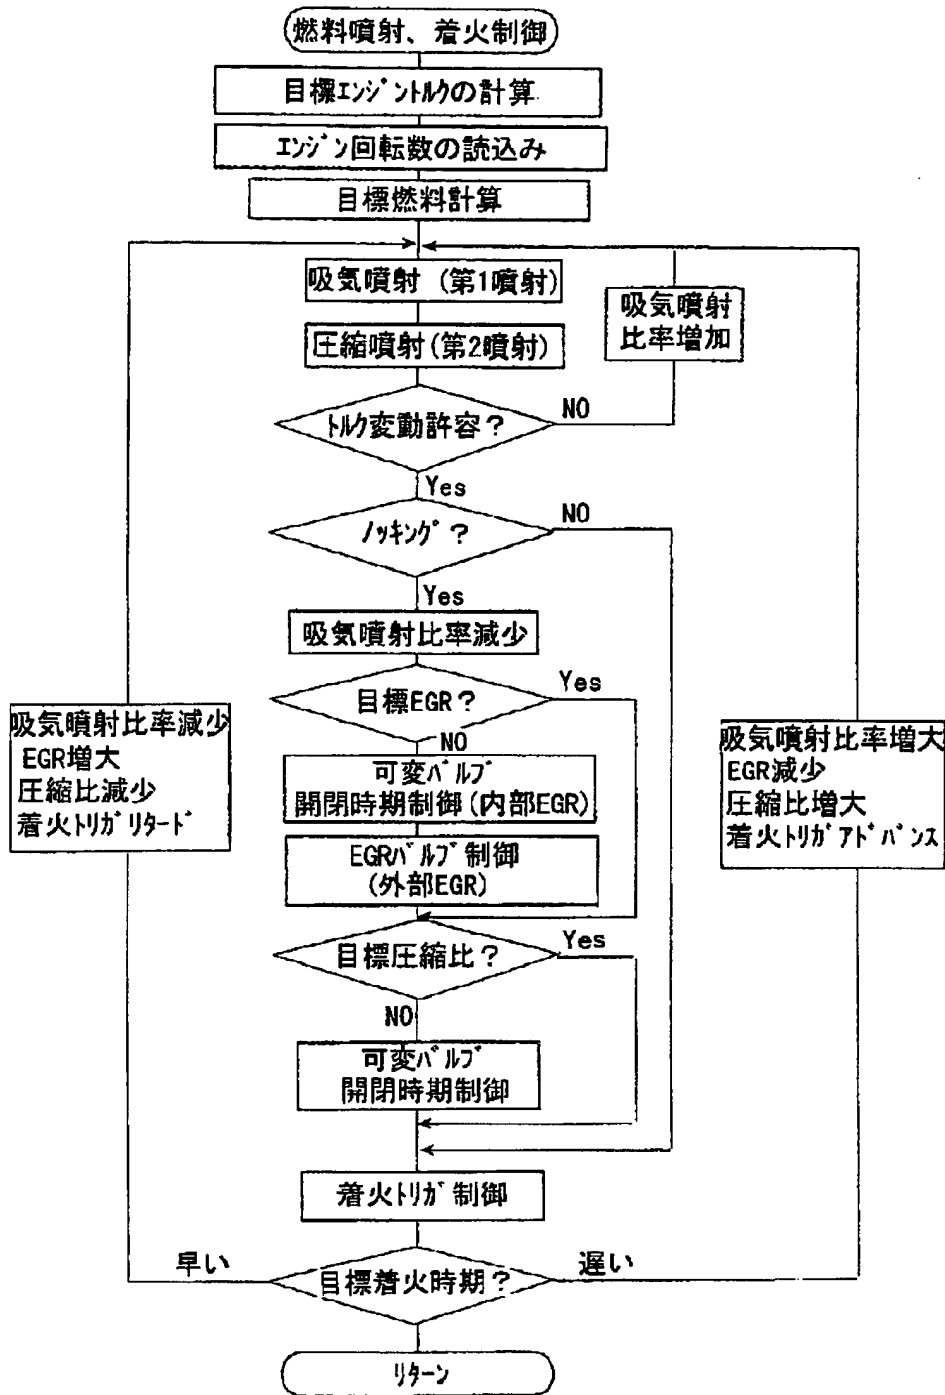 燃料噴射、着火制御
目標エンジントルクの計算
エンジン回転数の読込み
目標燃料計算
吸気噴射 (第1噴射)
吸気噴射
比率増加
圧縮噴射(第2噴射)
トルク変動許容？
NO
Yes
ノッキング？
NO
Yes
吸気噴射比率減少
目標EGR？
Yes
NO
可変バルブ
開閉時期制御(内部EGR)
EGRバルブ制御
(外部EGR)
吸気噴射比率減少
EGR増大
圧縮比減少
着火トリガリタード
吸気噴射比率増大
EGR減少
圧縮比増大
着火トリガアドバンス
目標圧縮比？
Yes
NO
可変バルブ
開閉時期制御
着火トリガ制御
早い
目標着火時期？
遅い
リターン